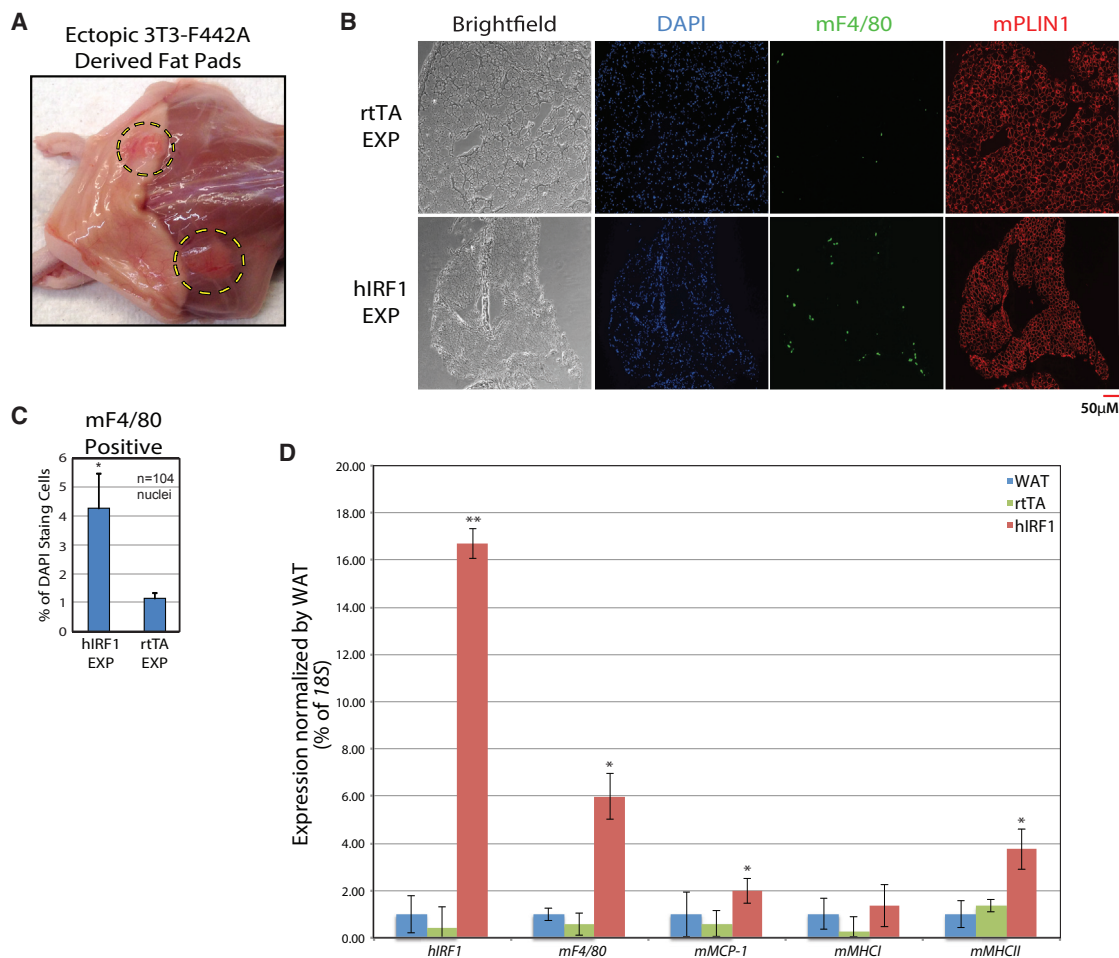 A
Ectopic 3T3-F442A
Derived Fat Pads
B
Brightfield
DAPI
mF4/80
mPLIN1
rtTA
EXP
hIRF1
EXP
50μM
C
mF4/80
Positive
% of DAPI Staing Cells
6
5
4
3
2
1
0
*
n=104
nuclei
hIRF1
EXP
rtTA
EXP
D
Expression normalized by WAT
(% of 18S)
20.00
18.00
16.00
14.00
12.00
10.00
8.00
6.00
4.00
2.00
0.00
WAT
rtTA
hIRF1
**
*
*
*
hIRF1
mF4/80
mMCP-1
mMHCI
mMHCII